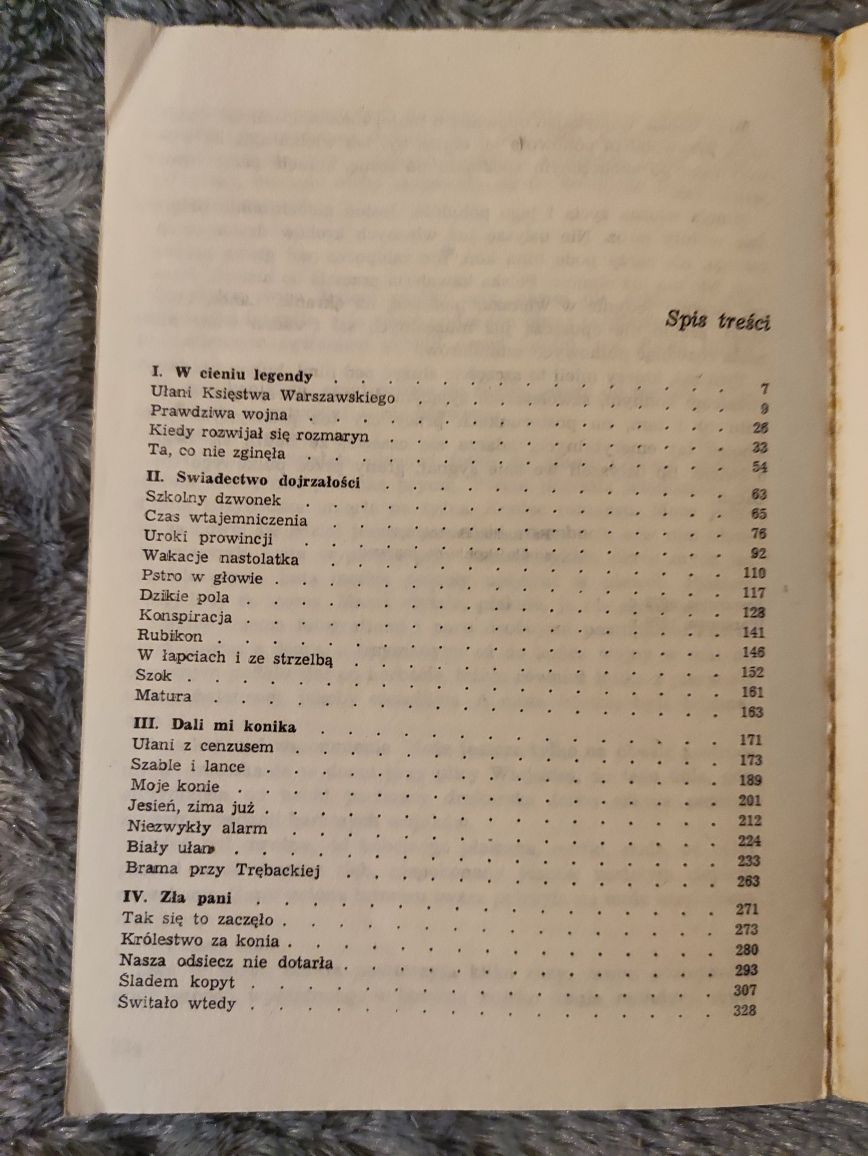 Spis treści
I. W cieniu legendy . . . . . . . . . . . . . . . 7
Ułani Księstwa Warszawskiego . . . . . . . . . . . . 9
Prawdziwa wojna . . . . . . . . . . . . . . . . 26
Kiedy rozwijał się rozmaryn . . . . . . . . . . . . . 33
Ta, co nie zginęła . . . . . . . . . . . . . . . . 54
II. Swiadectwo dojrzałości . . . . . . . . . . . . . 63
Szkolny dzwonek . . . . . . . . . . . . . . . . 65
Czas wtajemniczenia . . . . . . . . . . . . . . . 76
Uroki prowincji . . . . . . . . . . . . . . . . 92
Wakacje nastolatka . . . . . . . . . . . . . . . 110
Pstro w głowie . . . . . . . . . . . . . . . . . 117
Dzikie pola . . . . . . . . . . . . . . . . . . 128
Konspiracja . . . . . . . . . . . . . . . . . . 141
Rubikon . . . . . . . . . . . . . . . . . . . 146
W łapciach i ze strzelbą . . . . . . . . . . . . . . 152
Szok . . . . . . . . . . . . . . . . . . . . 161
Matura . . . . . . . . . . . . . . . . . . . 163
III. Dali mi konika . . . . . . . . . . . . . . . 171
Ułani z cenzusem . . . . . . . . . . . . . . . . 173
Szable i lance . . . . . . . . . . . . . . . . . 189
Moje konie . . . . . . . . . . . . . . . . . . 201
Jesień, zima już . . . . . . . . . . . . . . . . . 212
Niezwykły alarm . . . . . . . . . . . . . . . . 224
Biały ułan . . . . . . . . . . . . . . . . . . 233
Brama przy Trębackiej . . . . . . . . . . . . . . 263
IV. Zła pani . . . . . . . . . . . . . . . . . 271
Tak się to zaczęło . . . . . . . . . . . . . . . . 273
Królestwo za konia . . . . . . . . . . . . . . . . 280
Nasza odsiecz nie dotarła . . . . . . . . . . . . . . 293
Śladem kopyt . . . . . . . . . . . . . . . . . 307
Świtało wtedy . . . . . . . . . . . . . . . . . 328